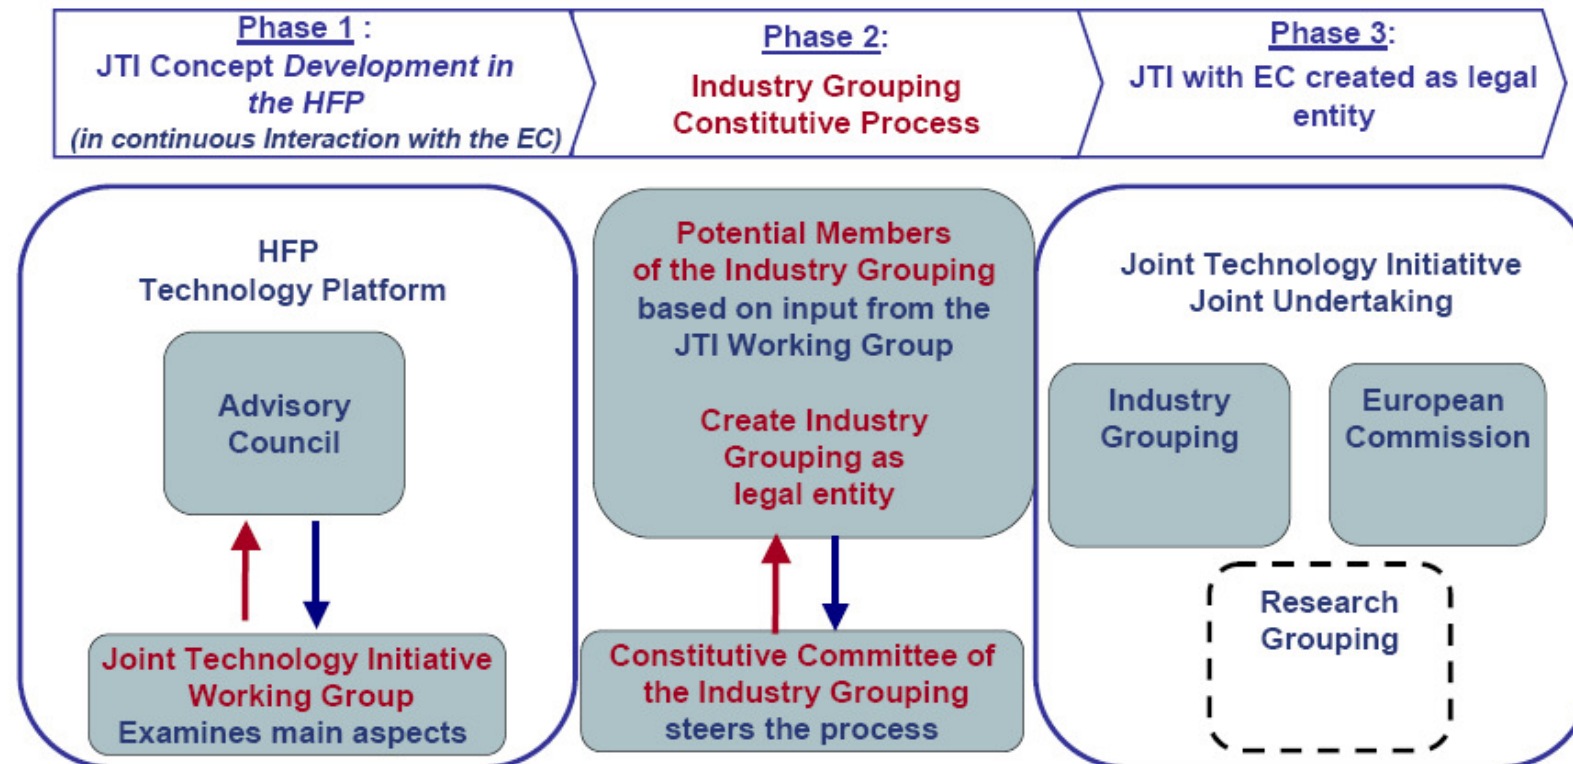 Phase 1 :
JTI Concept Development in
the HFP
(in continuous Interaction with the EC)
Phase 2:
Industry Grouping
Constitutive Process
Phase 3:
JTI with EC created as legal
entity
HFP
Technology Platform
Advisory
Council
Joint Technology Initiative
Working Group
Examines main aspects
Potential Members
of the Industry Grouping
based on input from the
JTI Working Group
Create Industry
Grouping as
legal entity
Constitutive Committee of
the Industry Grouping
steers the process
Joint Technology Initiatitve
Joint Undertaking
Industry
Grouping
European
Commission
Research
Grouping